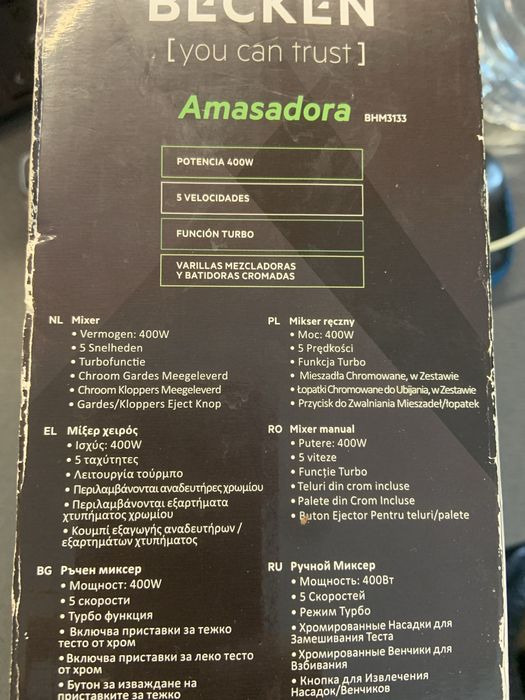 BECKEN
[you can trust]
Amasadora BHM3133
POTENCIA 400W
5 VELOCIDADES
FUNCIÓN TURBO
VARILLAS MEZCLADORAS
Y BATIDORAS CROMADAS
NL Mixer
• Vermogen: 400W
• 5 Snelheden
• Turbofunctie
• Chroom Gardes Meegeleverd
• Chroom Kloppers Meegeleverd
• Gardes/Kloppers Eject Knop
PL Mikser ręczny
• Moc: 400W
• 5 Prędkości
• Funkcja Turbo
• Mieszadła Chromowane, w Zestawie
• Łopatki Chromowane do Ubijania, w Zestawie
• Przycisk do Zwalniania Mieszadeł/łopatek
EL Μίξερ χειρός
• Ισχύς: 400W
• 5 ταχύτητες
• Λειτουργία τούρμπο
• Περιλαμβάνονται αναδευτήρες χρωμίου
• Περιλαμβάνονται εξαρτήματα
χτυπήματος χρωμίου
• Κουμπί εξαγωγής αναδευτήρων /
εξαρτημάτων χτυπήματος
RO Mixer manual
• Putere: 400W
• 5 viteze
• Funcție Turbo
• Teluri din crom incluse
• Palete din Crom Incluse
• Buton Ejector Pentru teluri/palete
BG Ръчен миксер
• Мощност: 400W
• 5 скорости
• Турбо функция
• Включва приставки за тежко
тесто от хром
• Включва приставки за леко тесто
от хром
• Бутон за изваждане на
приставките за тежко
RU Ручной Миксер
• Мощность: 400Вт
• 5 Скоростей
• Режим Турбо
• Хромированные Насадки для
Замешивания Теста
• Хромированные Венчики для
Взбивания
• Кнопка для Извлечения
Насадок/Венчиков